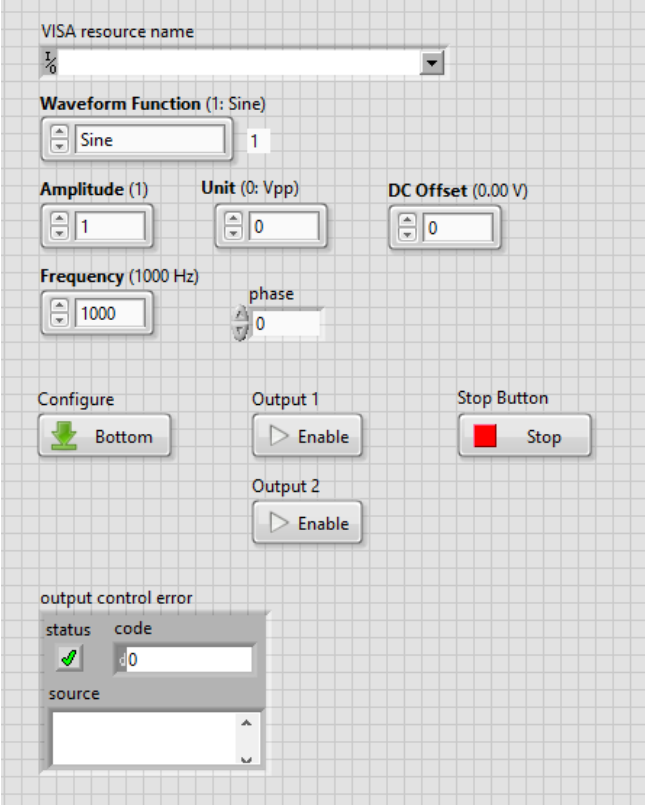 VISA resource name
I/O
Waveform Function (1: Sine)
Sine 1
Amplitude (1) Unit (0: Vpp) DC Offset (0.00 V)
1 0 0
Frequency (1000 Hz)
phase
1000 0
Configure Output 1 Stop Button
Bottom Enable Stop
Output 2
Enable
output control error
status code
d0
source